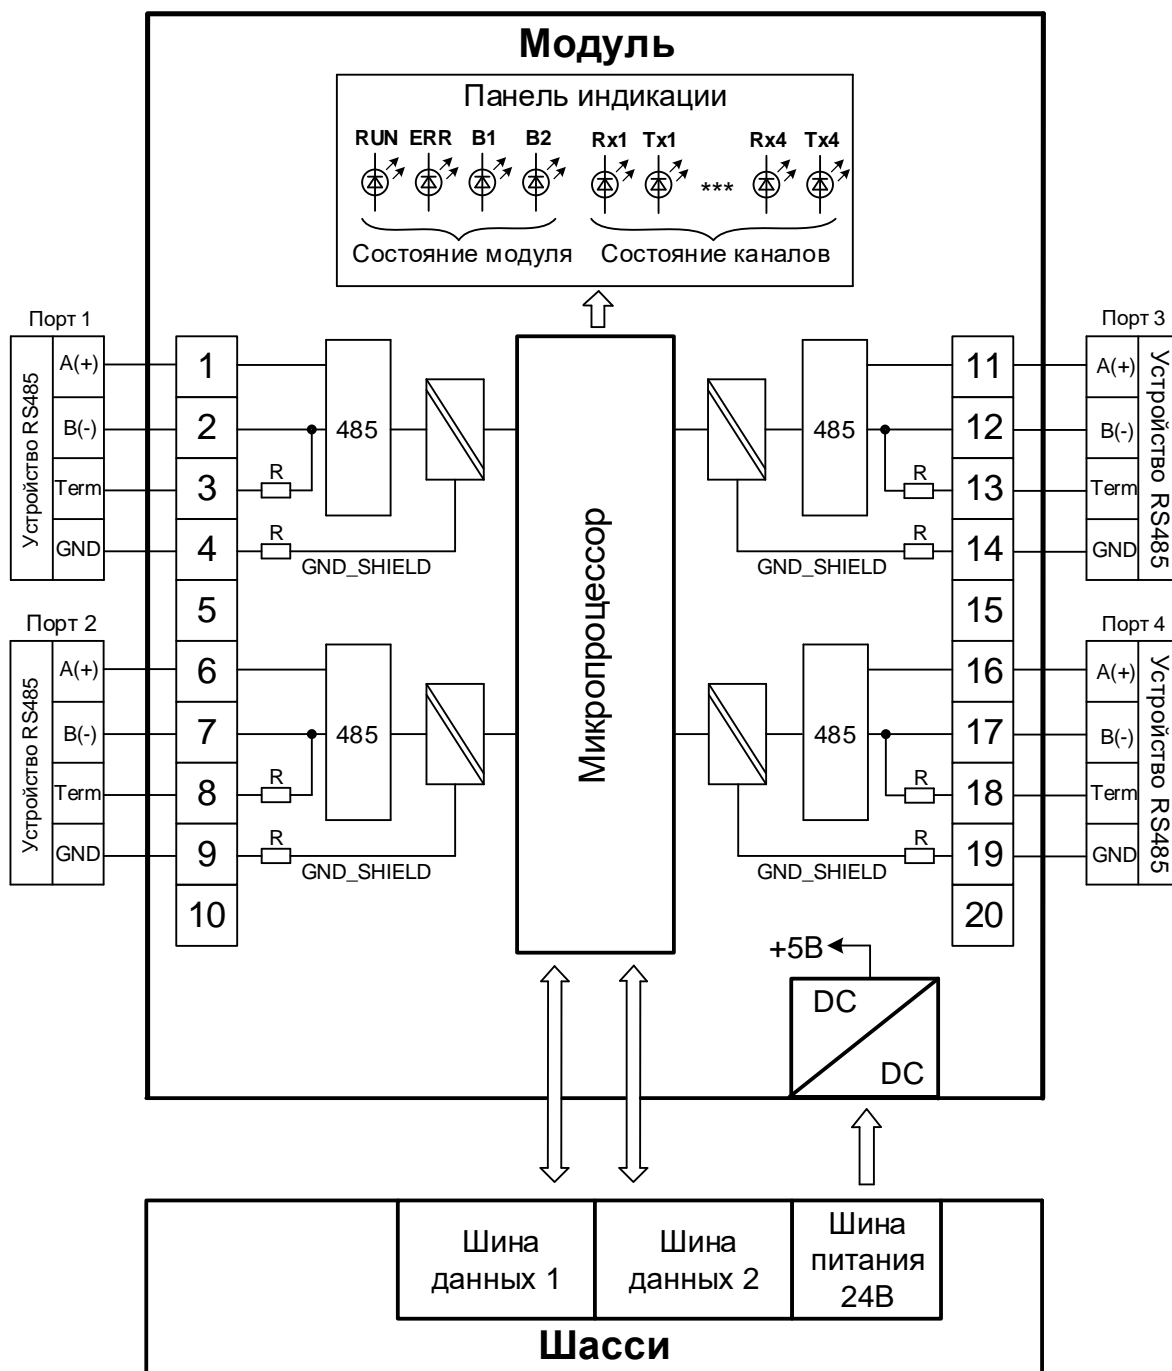 Модуль
Панель индикации
RUN ERR B1 B2 Rx1 Tx1 Rx4 Tx4
***
Состояние модуля Состояние каналов
Порт 1
Устройство RS485
A(+)
B(-)
Term
GND
1
2
3
4
5
R
R
485
GND_SHIELD
Порт 2
Устройство RS485
A(+)
B(-)
Term
GND
6
7
8
9
10
R
R
485
GND_SHIELD
Микропроцессор
Порт 3
485
R
R
GND_SHIELD
11
12
13
14
15
A(+)
B(-)
Term
GND
Устройство RS485
Порт 4
485
R
R
GND_SHIELD
16
17
18
19
20
A(+)
B(-)
Term
GND
Устройство RS485
+5В
DC
DC
Шина
данных 1
Шина
данных 2
Шина
питания
24В
Шасси